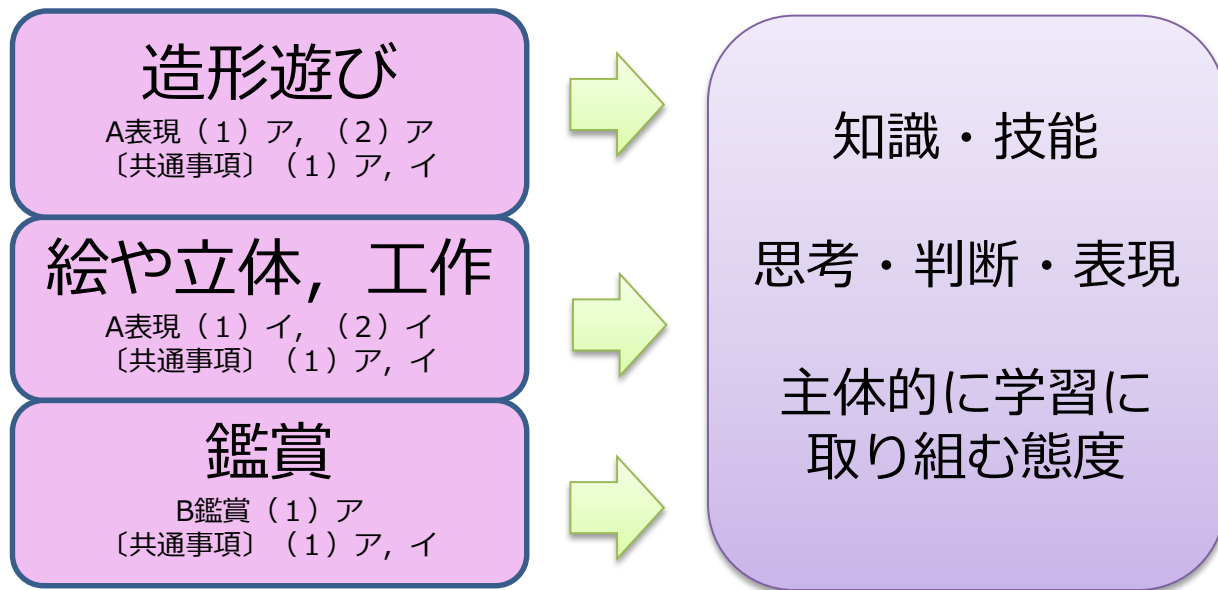 造形遊び
A表現（１）ア，（２）ア
〔共通事項〕（１）ア，イ
絵や立体，工作
A表現（１）イ，（２）イ
〔共通事項〕（１）ア，イ
鑑賞
B鑑賞（１）ア
〔共通事項〕（１）ア，イ
知識・技能
思考・判断・表現
主体的に学習に
取り組む態度